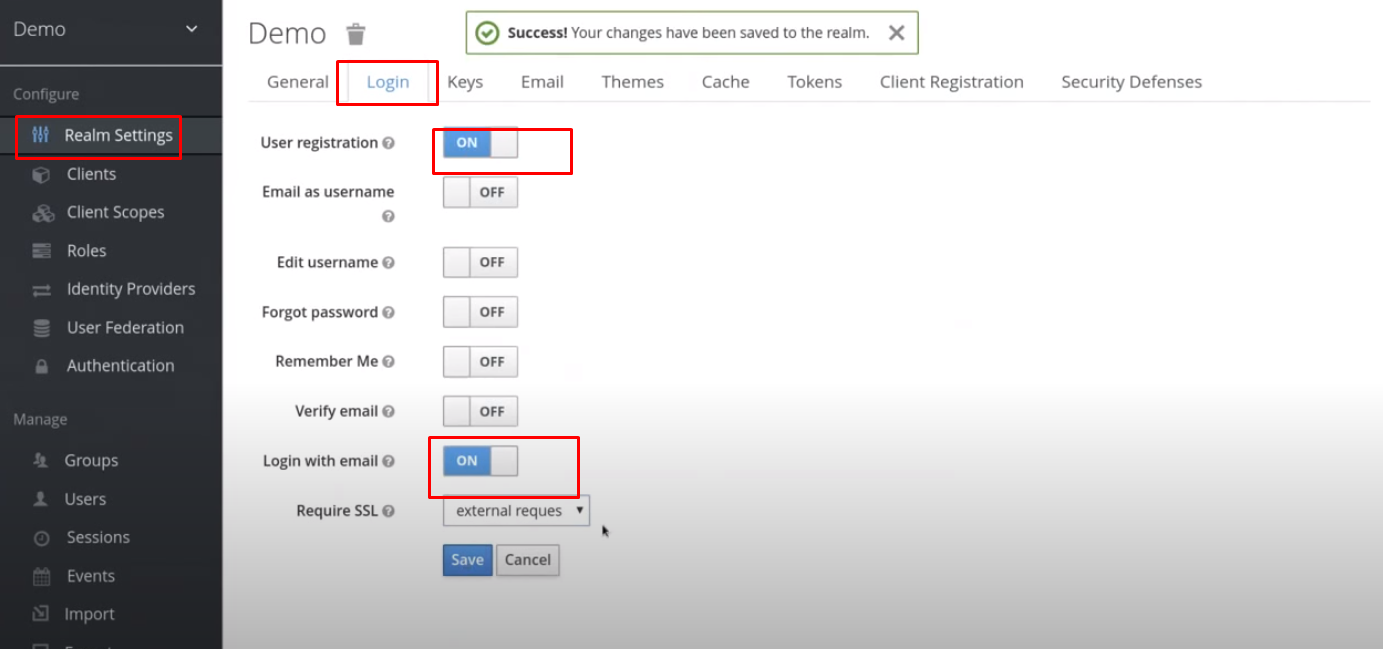 Demo
Configure
Realm Settings
Clients
Client Scopes
Roles
Identity Providers
User Federation
Authentication
Manage
Groups
Users
Sessions
Events
Import
Demo
Success! Your changes have been saved to the realm.
General Login Keys Email Themes Cache Tokens Client Registration Security Defenses
User registration ON
Email as username OFF
Edit username OFF
Forgot password OFF
Remember Me OFF
Verify email OFF
Login with email ON
Require SSL external reques
Save Cancel